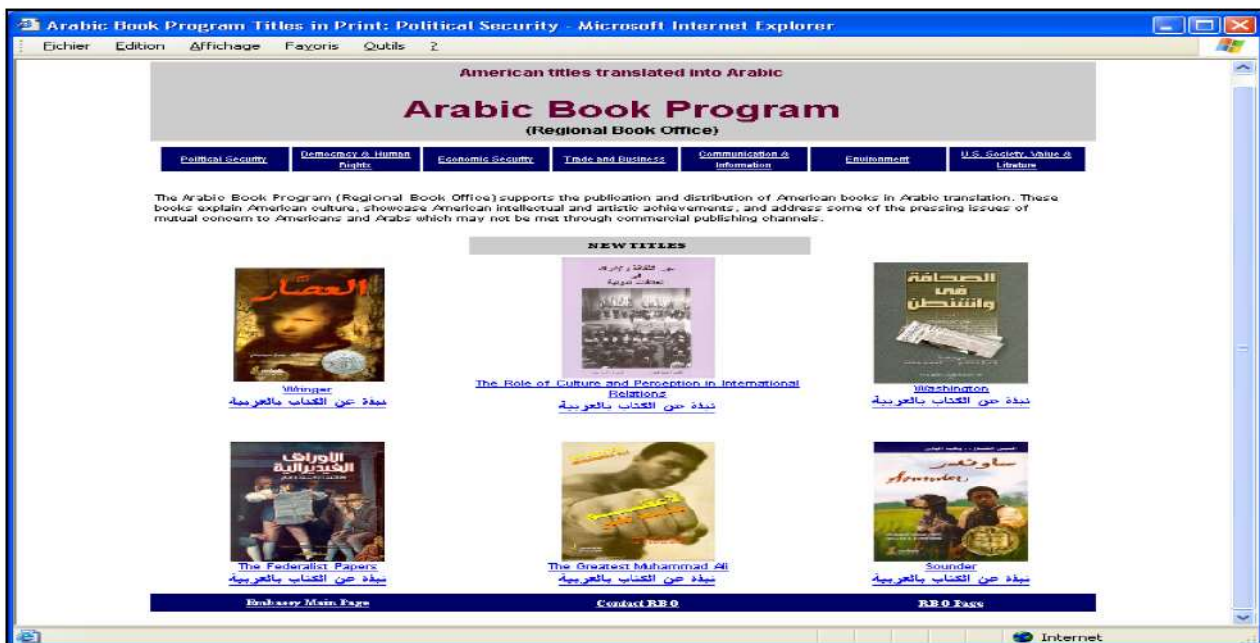 Arabic Book Program Titles in Print: Political Security - Microsoft Internet Explorer
Eichier Edition Affichage Favoris Outils ?
American titles translated into Arabic
Arabic Book Program
(Regional Book Office)
Political Security
Democracy & Human
Rights
Economic Security
Trade and Business
Communication &
Information
Environment
U.S. Society, Value &
Litrature
The Arabic Book Program (Regional Book Office) supports the publication and distribution of American books in Arabic translation. These
books explain American culture, showcase American intellectual and artistic achievements, and address some of the pressing issues of
mutual concern to Americans and Arabs which may not be met through commercial publishing channels.
NEW TITLES
العصَّار
الصحافة
فى
واشنطن
Wringer
نبذة عن الكتاب بالعربية
The Role of Culture and Perception in International
Relations
نبذة عن الكتاب بالعربية
Washington
نبذة عن الكتاب بالعربية
الأوراق
الفيدرالية
ساوندر
Sounder
The Federalist Papers
نبذة عن الكتاب بالعربية
The Greatest Muhammad Ali
نبذة عن الكتاب بالعربية
Sounder
نبذة عن الكتاب بالعربية
Embassy Main Page
Contact RBO
RBO Page
Internet